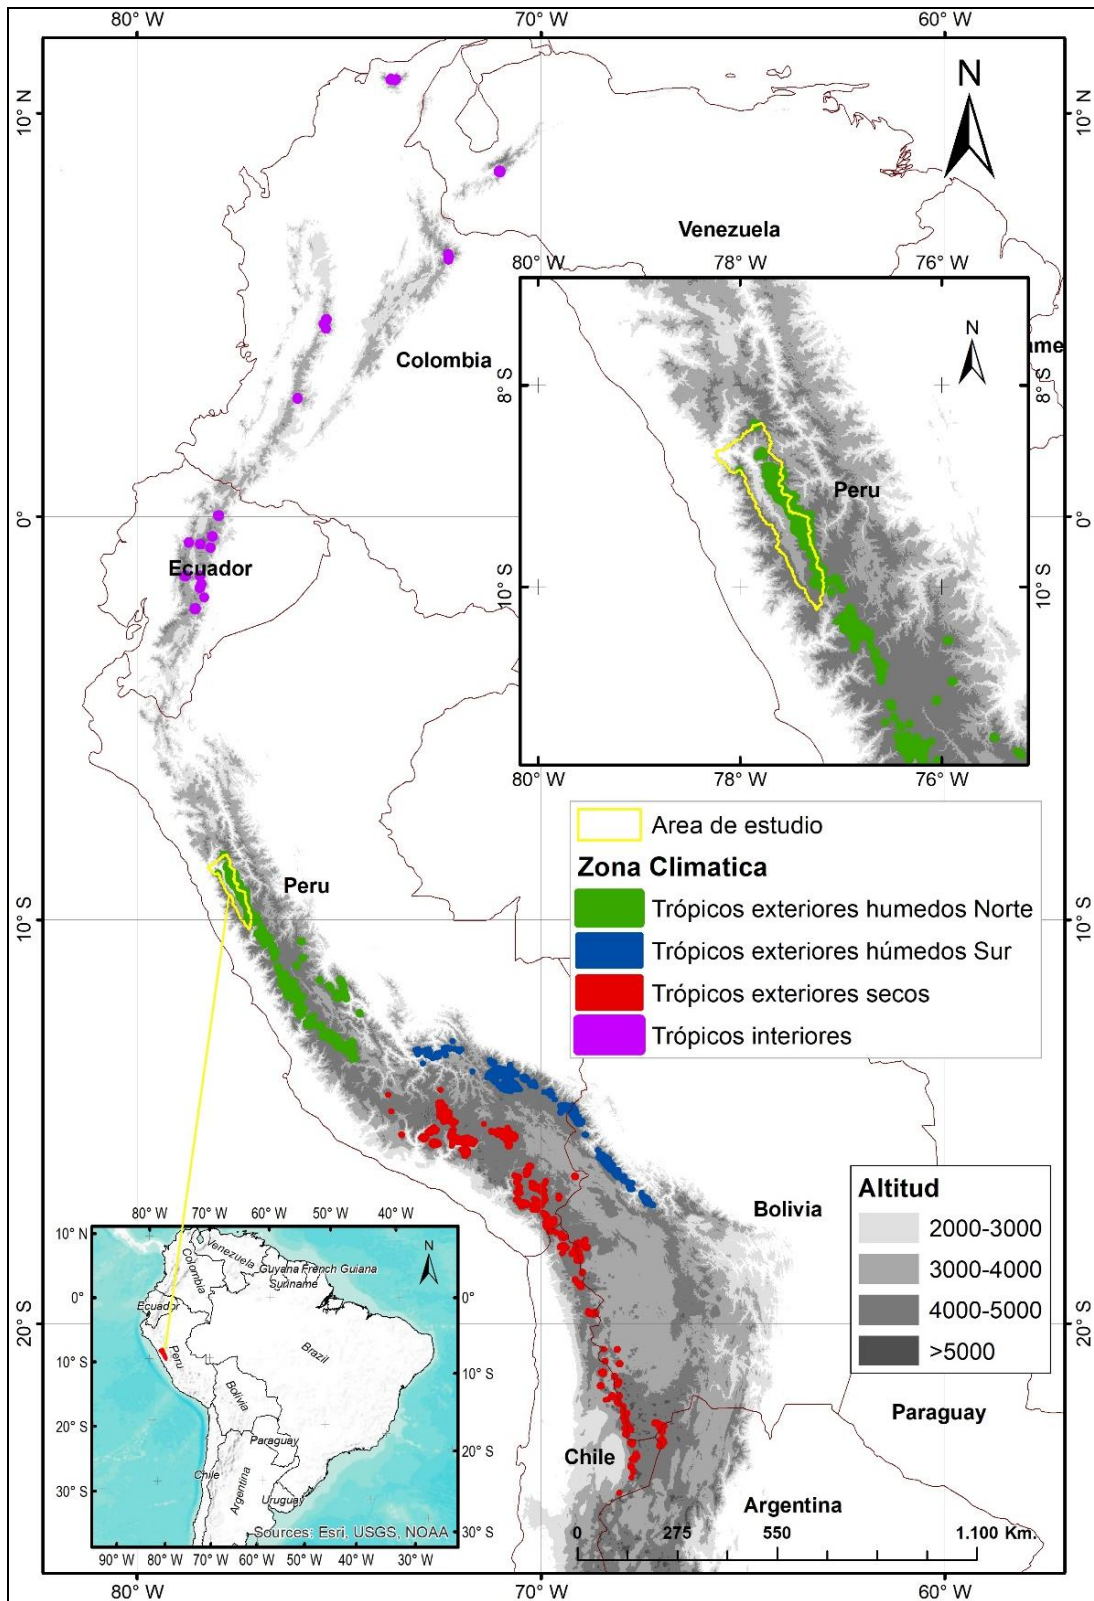 80° W
70° W
60° W
10° N
10° N
N
Venezuela
80° W
78° W
76° W
N
ame
Colombia
8° S
8° S
Peru
0°
0°
Ecuador
10° S
10° S
80° W
78° W
76° W
Area de estudio
Zona Climatica
Trópicos exteriores humedos Norte
Trópicos exteriores húmedos Sur
Trópicos exteriores secos
Trópicos interiores
Peru
10° S
10° S
Bolivia
Altitud
2000-3000
3000-4000
4000-5000
>5000
80° W
70° W
60° W
50° W
40° W
30° W
10° N
10° N
N
Venezuela
Colombia
Guyana
French Guiana
Suriname
0°
0°
Ecuador
Peru
Brazil
10° S
10° S
Bolivia
20° S
20° S
Paraguay
Chile
Argentina
30° S
30° S
Uruguay
Sources: Esri, USGS, NOAA
40° S
90° W
80° W
70° W
60° W
50° W
40° W
30° W
20° S
20° S
Paraguay
Chile
Argentina
0
275
550
1.100 Km.
80° W
70° W
60° W